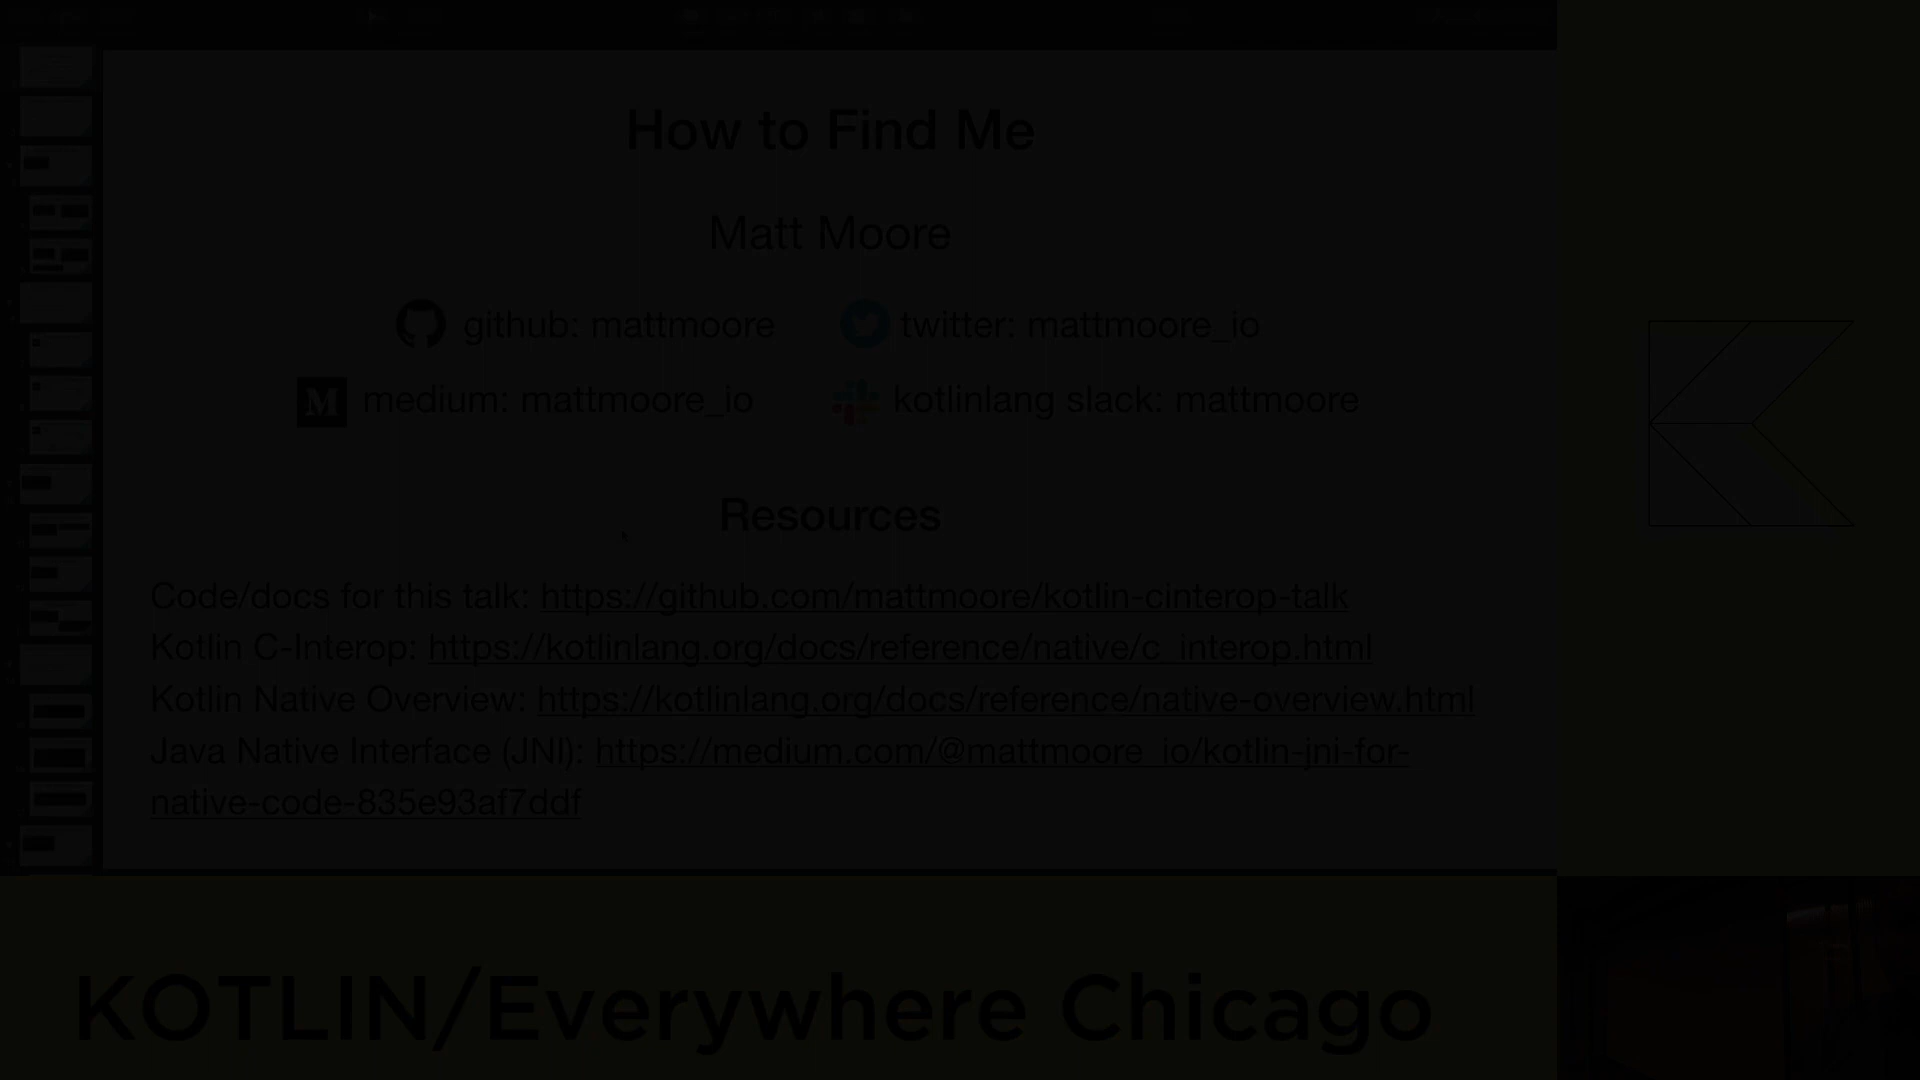 How to Find Me
Matt Moore
github: mattmoore
twitter: mattmoore_io
M medium: mattmoore_io
kotlinlang slack: mattmoore
Resources
Code/docs for this talk: https://github.com/mattmoore/kotlin-cinterop-talk
Kotlin C-Interop: https://kotlinlang.org/docs/reference/native/c_interop.html
Kotlin Native Overview: https://kotlinlang.org/docs/reference/native-overview.html
Java Native Interface (JNI): https://medium.com/@mattmoore_io/kotlin-jni-for-
native-code-835e93af7ddf
KOTLIN/Everywhere Chicago